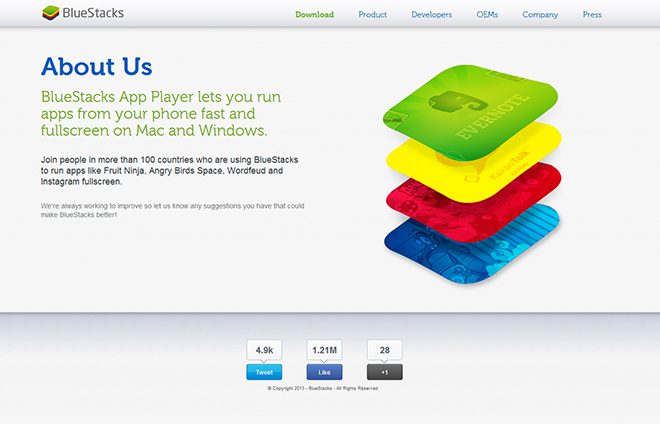 BlueStacks
Download Product Developers OEMs Company Press
About Us
BlueStacks App Player lets you run
apps from your phone fast and
fullscreen on Mac and Windows.
Join people in more than 100 countries who are using BlueStacks
to run apps like Fruit Ninja, Angry Birds Space, Wordfeud and
Instagram fullscreen.
We're always working to improve so let us know any suggestions you have that could
make BlueStacks better!
EVERNOTE
KakaoTalk
4.9k 1.21M 28
Tweet Like +1
© Copyright 2013 - BlueStacks - All Rights Reserved